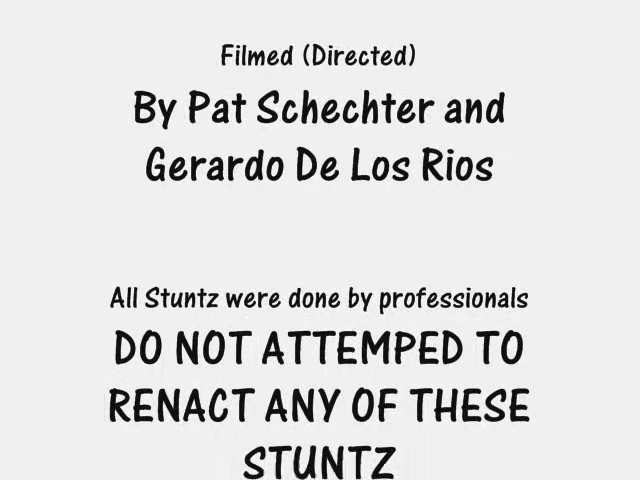 Filmed (Directed)
By Pat Schechter and
Gerardo De Los Rios
All Stuntz were done by professionals
DO NOT ATTEMPED TO
RENACT ANY OF THESE
STUNTZ